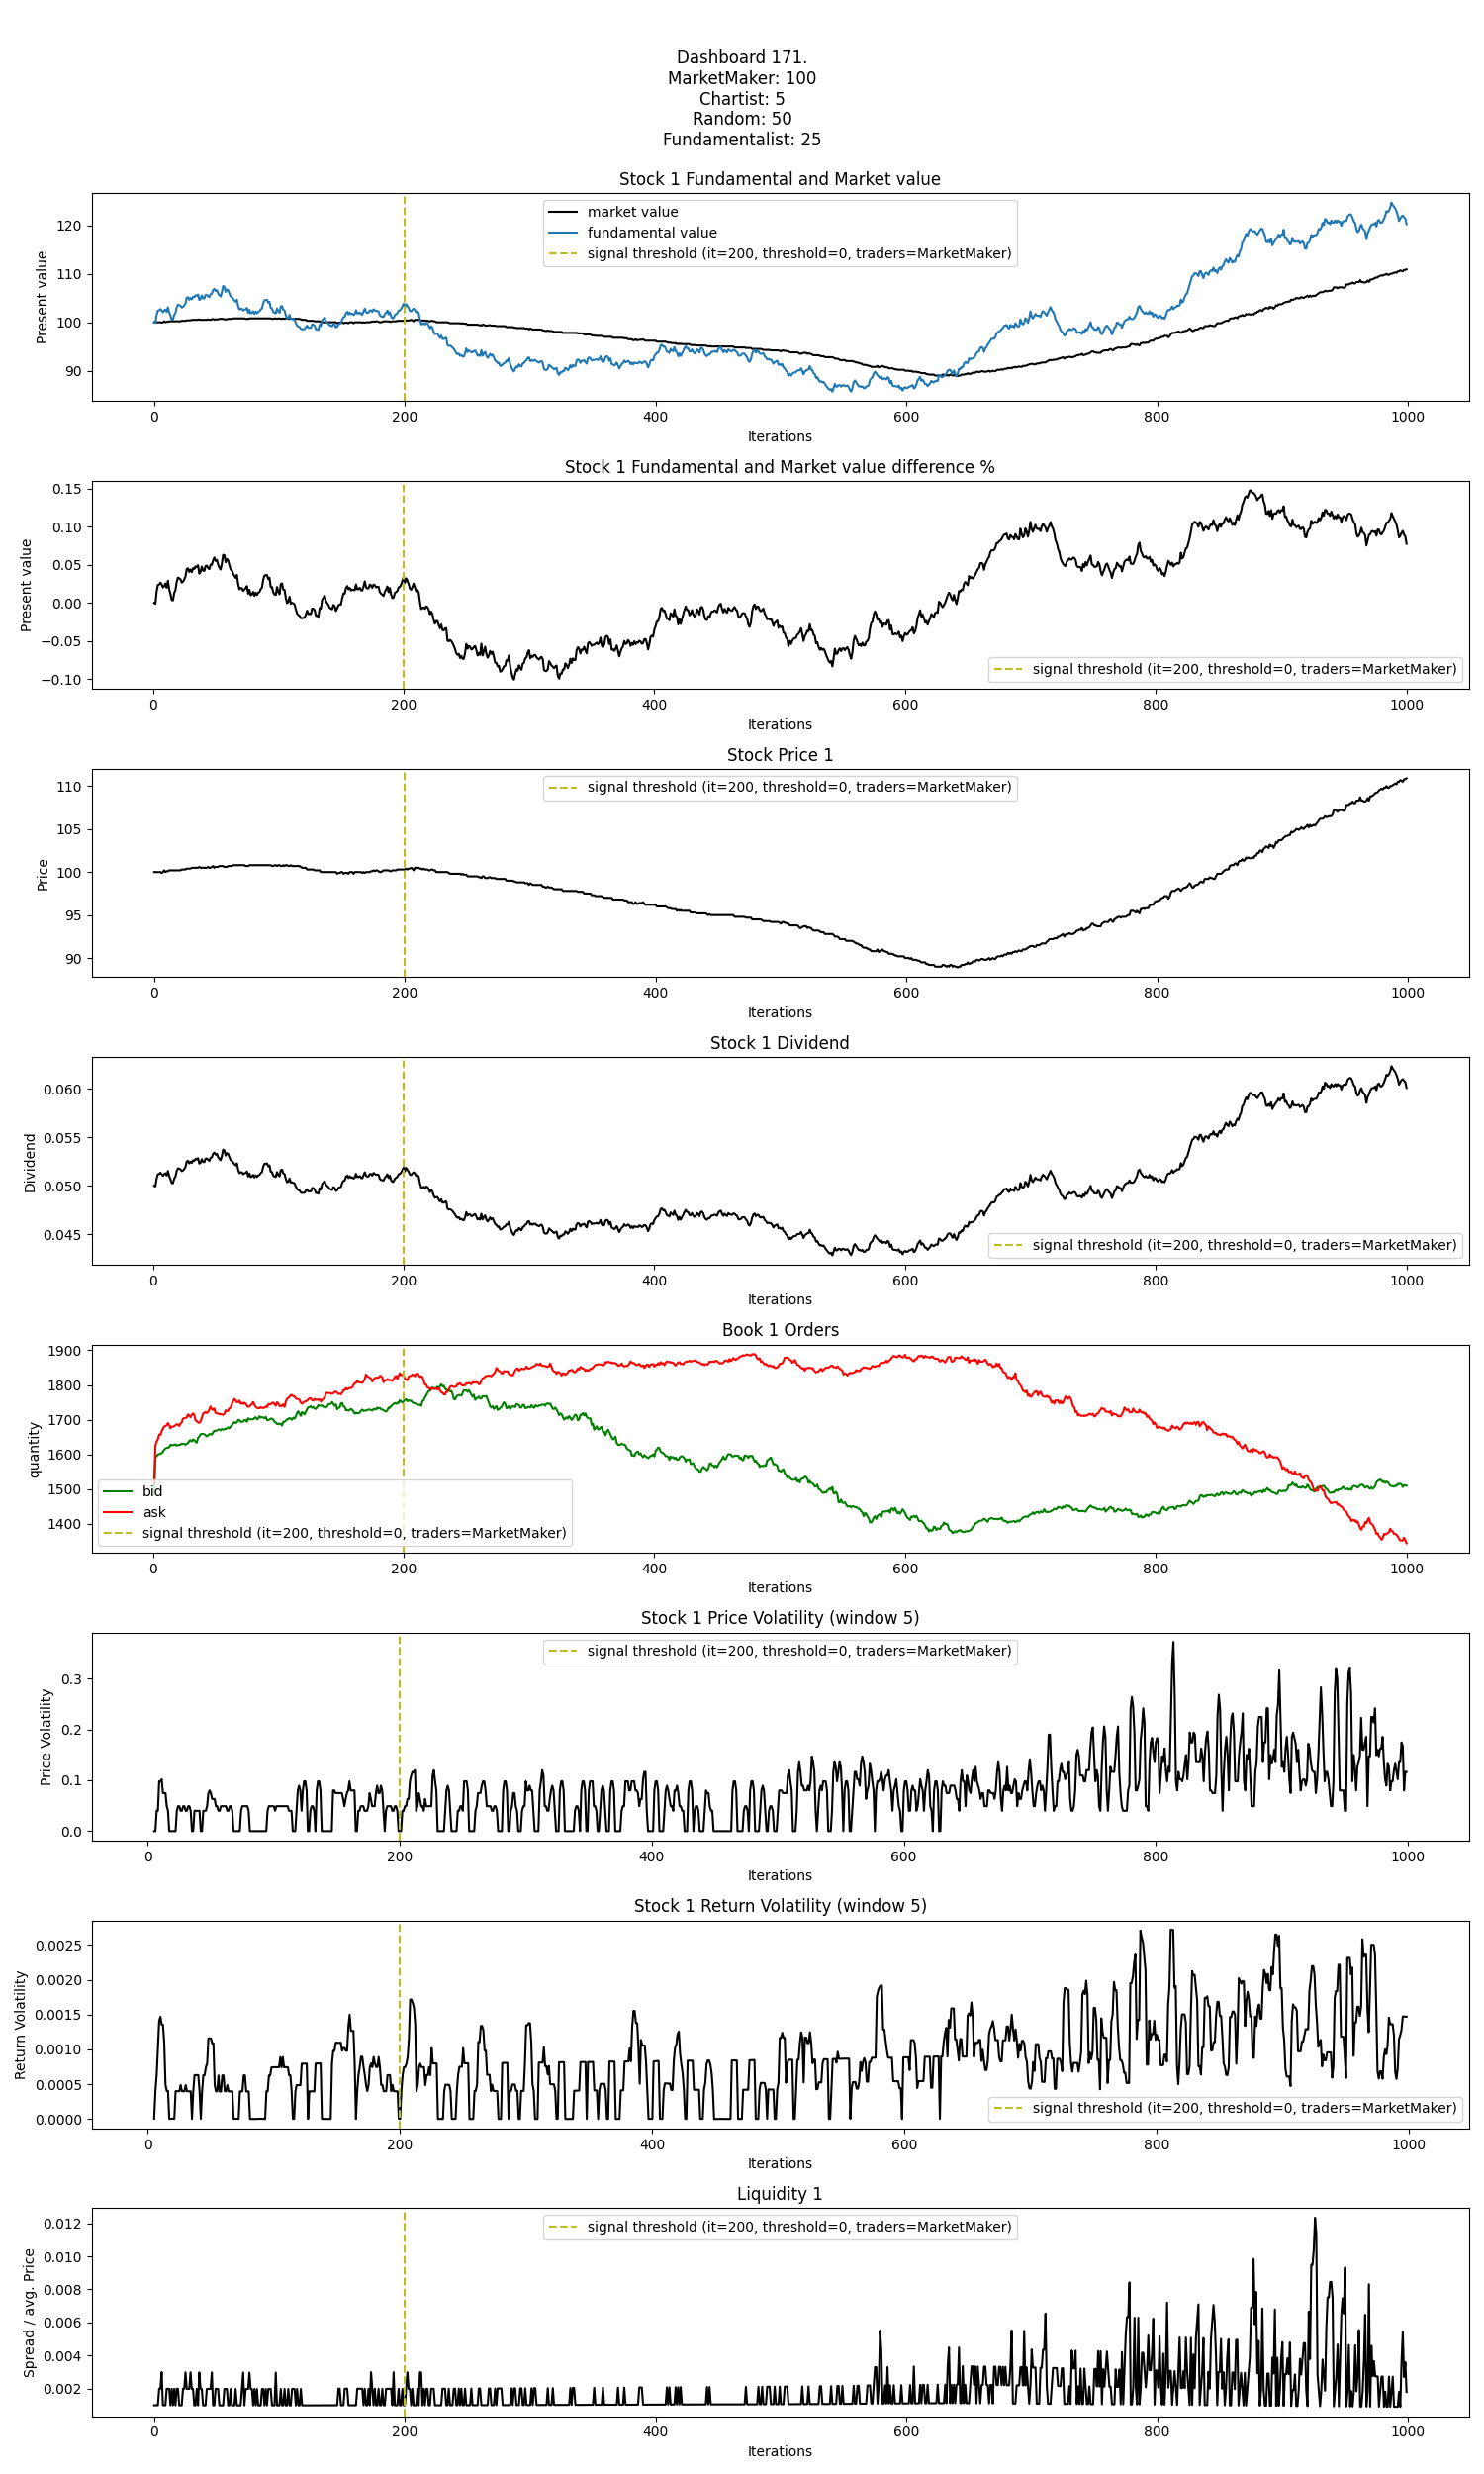 Dashboard 171.
MarketMaker: 100
Chartist: 5
Random: 50
Fundamentalist: 25
Stock 1 Fundamental and Market value
Present value
120
110
100
90
market value
fundamental value
signal threshold (it=200, threshold=0, traders=MarketMaker)
0 200 400 600 800 1000
Iterations
Stock 1 Fundamental and Market value difference %
Present value
0.15
0.10
0.05
0.00
−0.05
−0.10
signal threshold (it=200, threshold=0, traders=MarketMaker)
0 200 400 600 800 1000
Iterations
Stock Price 1
Price
110
105
100
95
90
signal threshold (it=200, threshold=0, traders=MarketMaker)
0 200 400 600 800 1000
Iterations
Stock 1 Dividend
Dividend
0.060
0.055
0.050
0.045
signal threshold (it=200, threshold=0, traders=MarketMaker)
0 200 400 600 800 1000
Iterations
Book 1 Orders
quantity
1900
1800
1700
1600
1500
1400
bid
ask
signal threshold (it=200, threshold=0, traders=MarketMaker)
0 200 400 600 800 1000
Iterations
Stock 1 Price Volatility (window 5)
Price Volatility
0.3
0.2
0.1
0.0
signal threshold (it=200, threshold=0, traders=MarketMaker)
0 200 400 600 800 1000
Iterations
Stock 1 Return Volatility (window 5)
Return Volatility
0.0025
0.0020
0.0015
0.0010
0.0005
0.0000
signal threshold (it=200, threshold=0, traders=MarketMaker)
0 200 400 600 800 1000
Iterations
Liquidity 1
Spread / avg. Price
0.012
0.010
0.008
0.006
0.004
0.002
signal threshold (it=200, threshold=0, traders=MarketMaker)
0 200 400 600 800 1000
Iterations